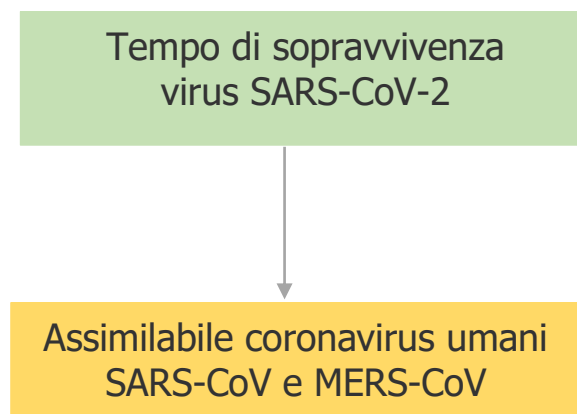 Tempo di sopravvivenza
virus SARS-CoV-2
Assimilabile coronavirus umani
SARS-CoV e MERS-CoV